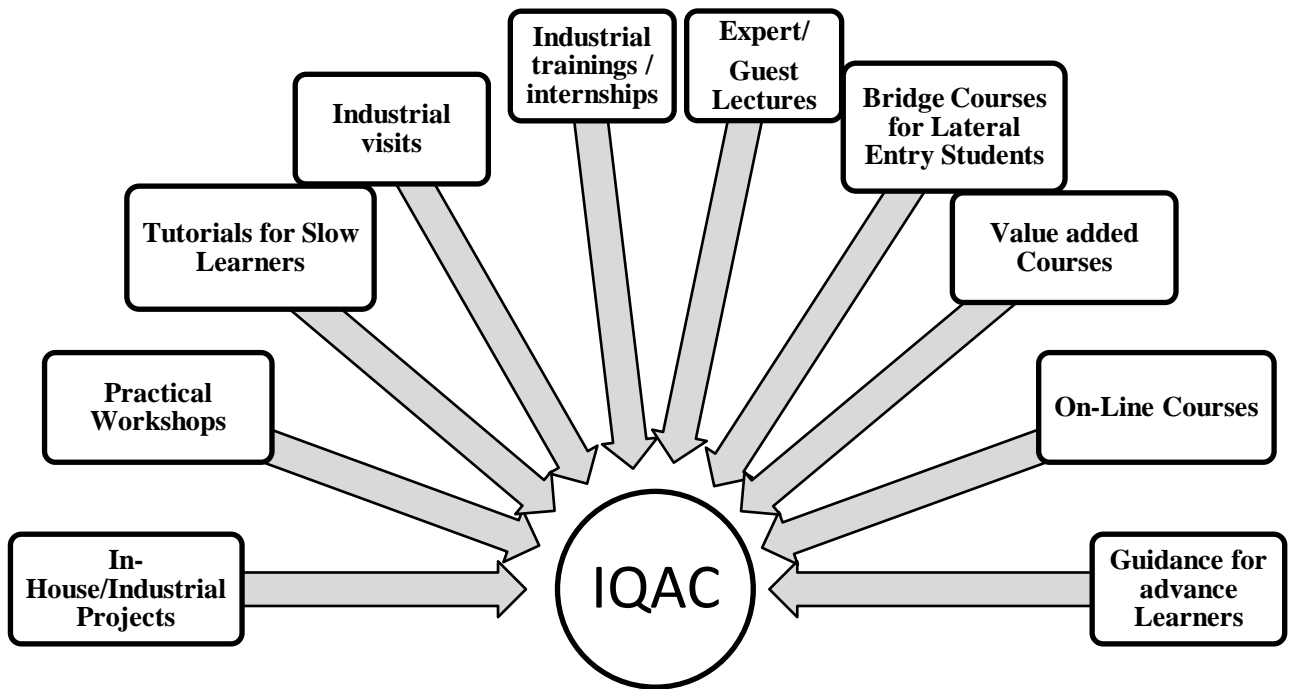 Industrial
trainings /
internships
Expert/
Guest
Lectures
Industrial
visits
Bridge Courses
for Lateral
Entry Students
Tutorials for Slow
Learners
Value added
Courses
Practical
Workshops
On-Line Courses
In-
House/Industrial
Projects
IQAC
Guidance for
advance
Learners